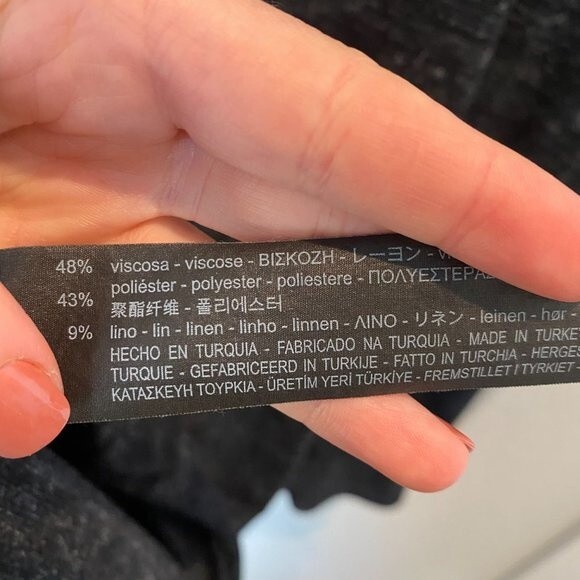 48% viscosa - viscose - ΒΙΣΚΟΖΗ - レーヨン -
poliéster - polyester - poliestere -
43% 聚酯纤维 - 폴리에스터
9% lino - lin - linen - linho - linnen - ΛΙΝΟ - リネン - leinen - hør -
HECHO EN TURQUIA - FABRICADO NA TURQUIA - MADE IN
TURQUIE - GEFABRICEERD IN TURKIJE - FATTO IN TURCHIA -
ΚΑΤΑΣΚΕΥΗ ΤΟΥΡΚΙΑ - ÜRETİM YERİ TÜRKİYE - FREMSTILLET I TYRKIET -